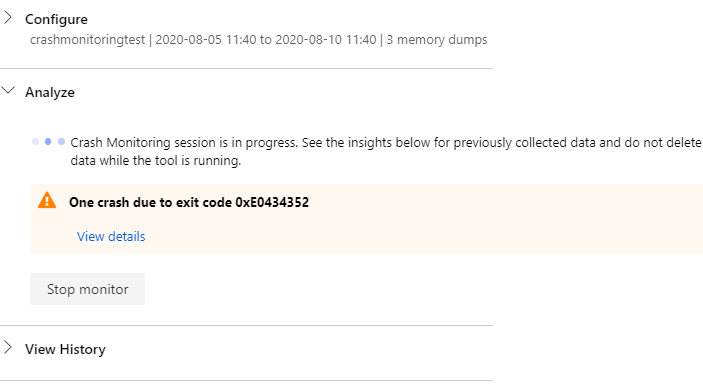 Configure
crashmonitoringtest | 2020-08-05 11:40 to 2020-08-10 11:40 | 3 memory dumps
Analyze
Crash Monitoring session is in progress. See the insights below for previously collected data and do not delete
data while the tool is running.
One crash due to exit code 0xE0434352
View details
Stop monitor
View History